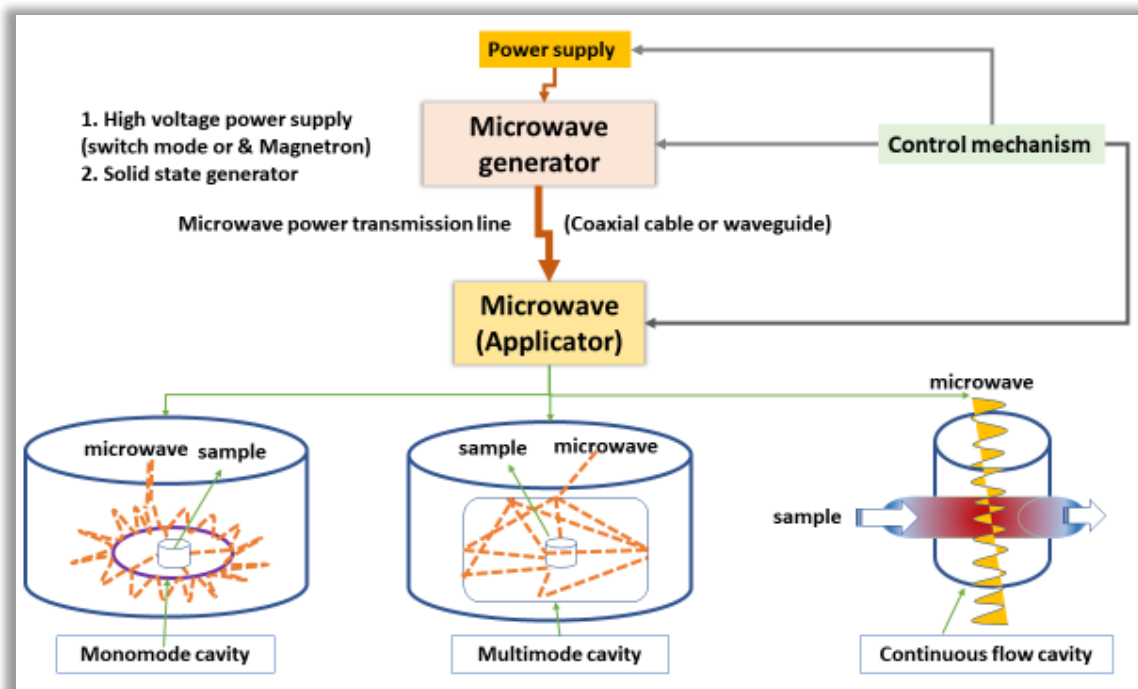 Power supply
1. High voltage power supply
(switch mode or & Magnetron)
2. Solid state generator
Microwave
generator
Control mechanism
Microwave power transmission line
(Coaxial cable or waveguide)
Microwave
(Applicator)
microwave
sample
sample
microwave
microwave
sample
Monomode cavity
Multimode cavity
Continuous flow cavity